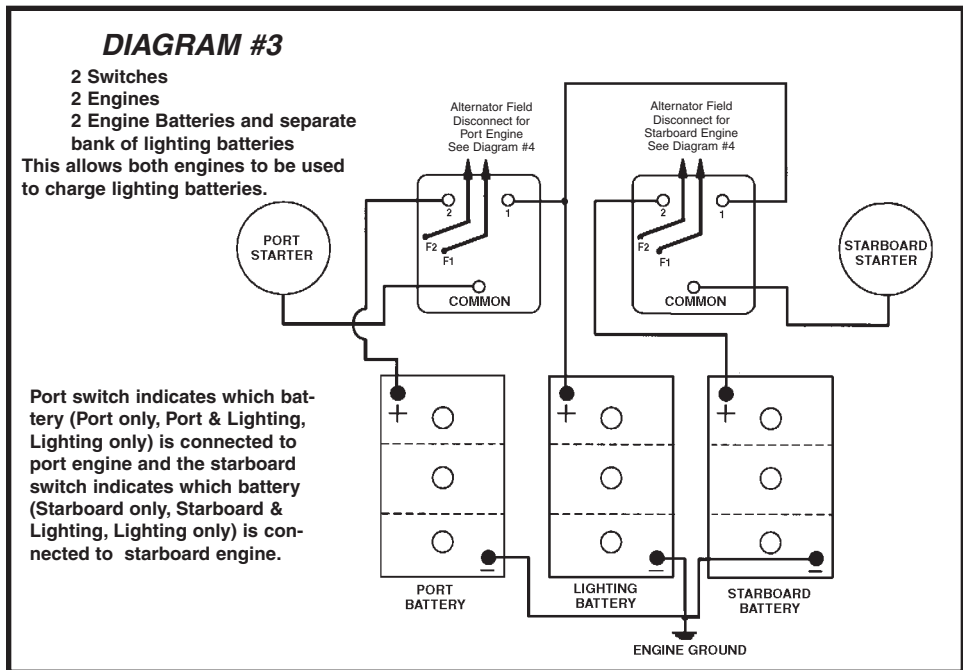 DIAGRAM #3
2 Switches
2 Engines
2 Engine Batteries and separate
bank of lighting batteries
This allows both engines to be used
to charge lighting batteries.
Alternator Field
Disconnect for
Port Engine
See Diagram #4
Alternator Field
Disconnect for
Starboard Engine
See Diagram #4
2
1
F2
F1
COMMON
2
1
F2
F1
COMMON
PORT
STARTER
STARBOARD
STARTER
Port switch indicates which bat-
tery (Port only, Port & Lighting,
Lighting only) is connected to
port engine and the starboard
switch indicates which battery
(Starboard only, Starboard &
Lighting, Lighting only) is con-
nected to starboard engine.
+
+
+
–
–
–
PORT
BATTERY
LIGHTING
BATTERY
STARBOARD
BATTERY
ENGINE GROUND